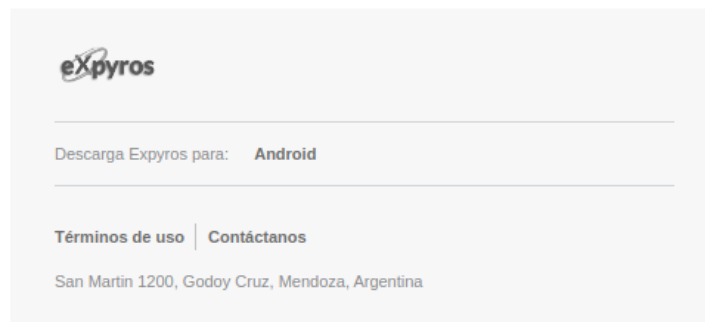 eXpyros
Descarga Expyros para: Android
Términos de uso | Contáctanos
San Martin 1200, Godoy Cruz, Mendoza, Argentina